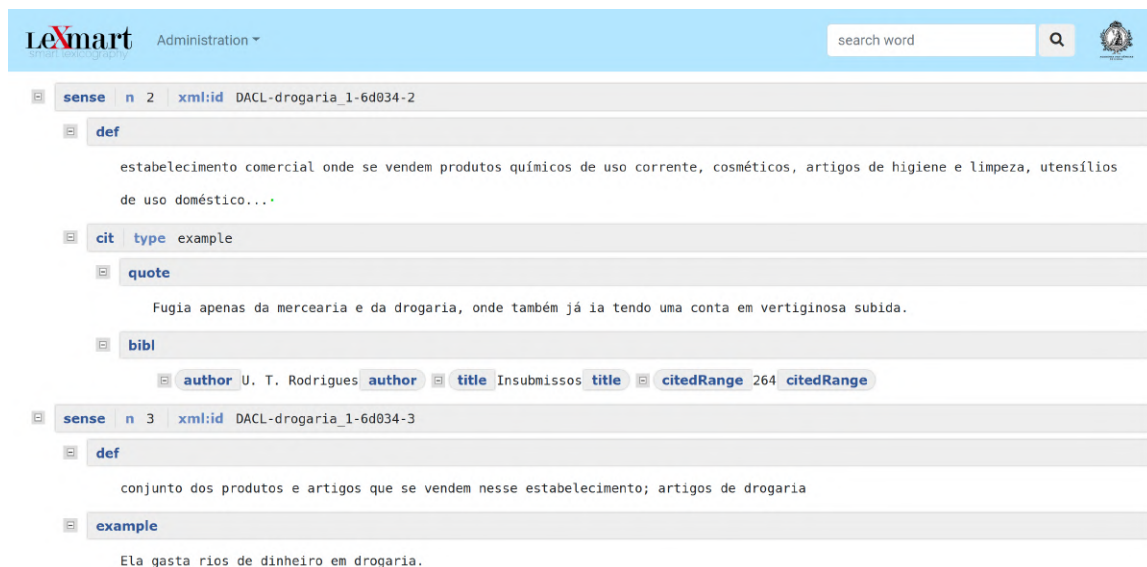 LeXmart Administration search word
smart lexicography
sense n 2 xml:id DACL-drogaria_1-6d034-2
def
estabelecimento comercial onde se vendem produtos químicos de uso corrente, cosméticos, artigos de higiene e limpeza, utensílios
de uso doméstico...
cit type example
quote
Fugia apenas da mercearia e da drogaria, onde também já ia tendo uma conta em vertiginosa subida.
bibl
author U. T. Rodrigues author title Insubmissos title citedRange 264 citedRange
sense n 3 xml:id DACL-drogaria_1-6d034-3
def
conjunto dos produtos e artigos que se vendem nesse estabelecimento; artigos de drogaria
example
Ela gasta rios de dinheiro em drogaria.